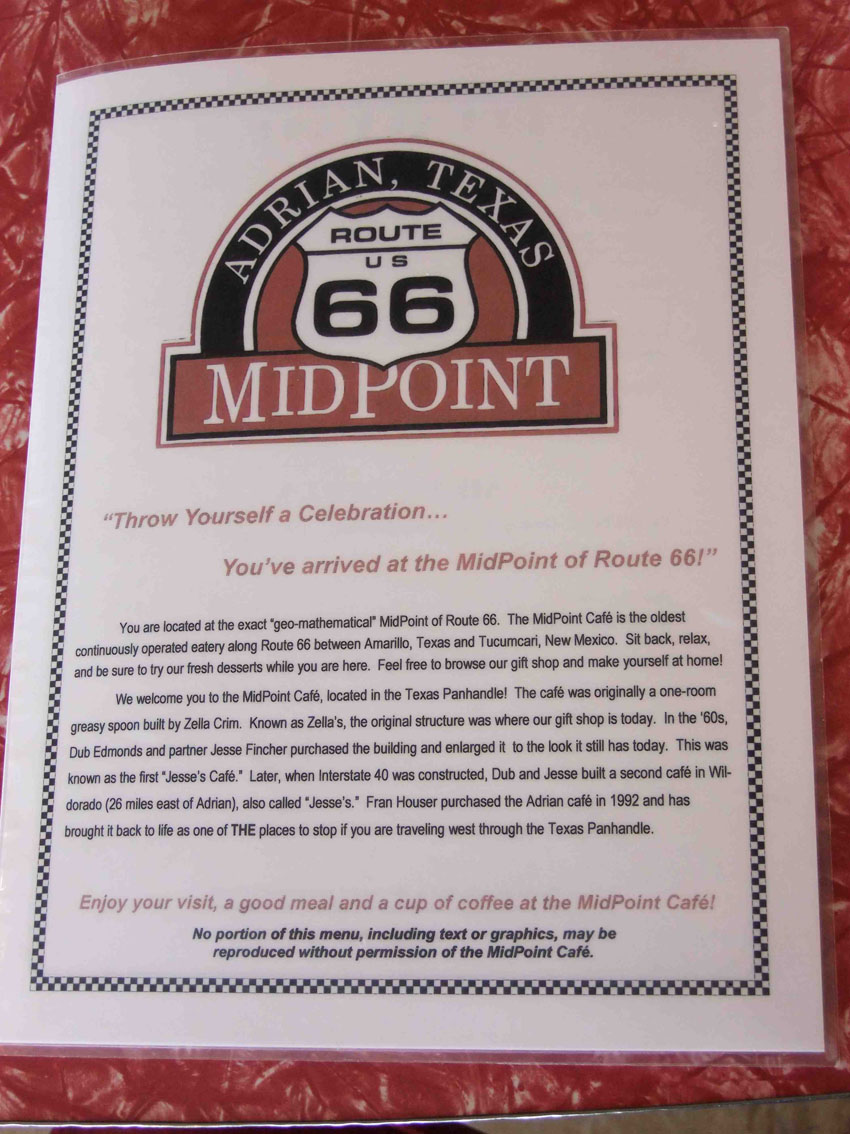 ADRIAN, TEXAS
ROUTE
US
66
MIDPOINT
“Throw Yourself a Celebration…
You've arrived at the MidPoint of Route 66!”
You are located at the exact "geo-mathematical" MidPoint of Route 66. The MidPoint Café is the oldest
continuously operated eatery along Route 66 between Amarillo, Texas and Tucumcari, New Mexico. Sit back, relax,
and be sure to try our fresh desserts while you are here. Feel free to browse our gift shop and make yourself at home!
We welcome you to the MidPoint Café, located in the Texas Panhandle! The café was originally a one-room
greasy spoon built by Zella Crim. Known as Zella's, the original structure was where our gift shop is today. In the '60s,
Dub Edmonds and partner Jesse Fincher purchased the building and enlarged it to the look it still has today. This was
known as the first "Jesse's Café." Later, when Interstate 40 was constructed, Dub and Jesse built a second café in Wil-
dorado (26 miles east of Adrian), also called "Jesse's." Fran Houser purchased the Adrian café in 1992 and has
brought it back to life as one of THE places to stop if you are traveling west through the Texas Panhandle.
Enjoy your visit, a good meal and a cup of coffee at the MidPoint Café!
No portion of this menu, including text or graphics, may be
reproduced without permission of the MidPoint Café.